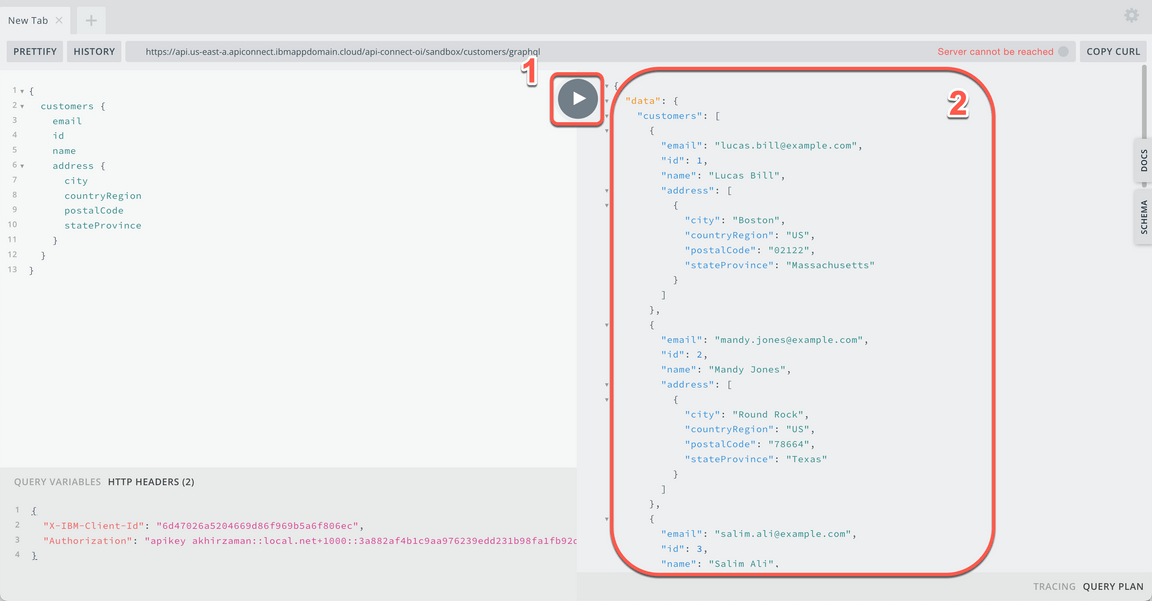 New Tab
PRETTIFY HISTORY https://api.us-east-a.apiconnect.ibmappdomain.cloud/api-connect-oi/sandbox/customers/graphql Server cannot be reached COPY CURL
1
2
1 {
2 customers {
3 email
4 id
5 name
6 address {
7 city
8 countryRegion
9 postalCode
10 stateProvince
11 }
12 }
13 }
{
"data": {
"customers": [
{
"email": "lucas.bill@example.com",
"id": 1,
"name": "Lucas Bill",
"address": [
{
"city": "Boston",
"countryRegion": "US",
"postalCode": "02122",
"stateProvince": "Massachusetts"
}
]
},
{
"email": "mandy.jones@example.com",
"id": 2,
"name": "Mandy Jones",
"address": [
{
"city": "Round Rock",
"countryRegion": "US",
"postalCode": "78664",
"stateProvince": "Texas"
}
]
},
{
"email": "salim.ali@example.com",
"id": 3,
"name": "Salim Ali",
DOCS
SCHEMA
QUERY VARIABLES HTTP HEADERS (2)
1 {
2 "X-IBM-Client-Id": "6d47026a5204669d86f969b5a6f806ec",
3 "Authorization": "apikey akhirzaman::local.net+1000::3a882af4b1c9aa976239edd231b98fa1fb92c
4 }
TRACING QUERY PLAN